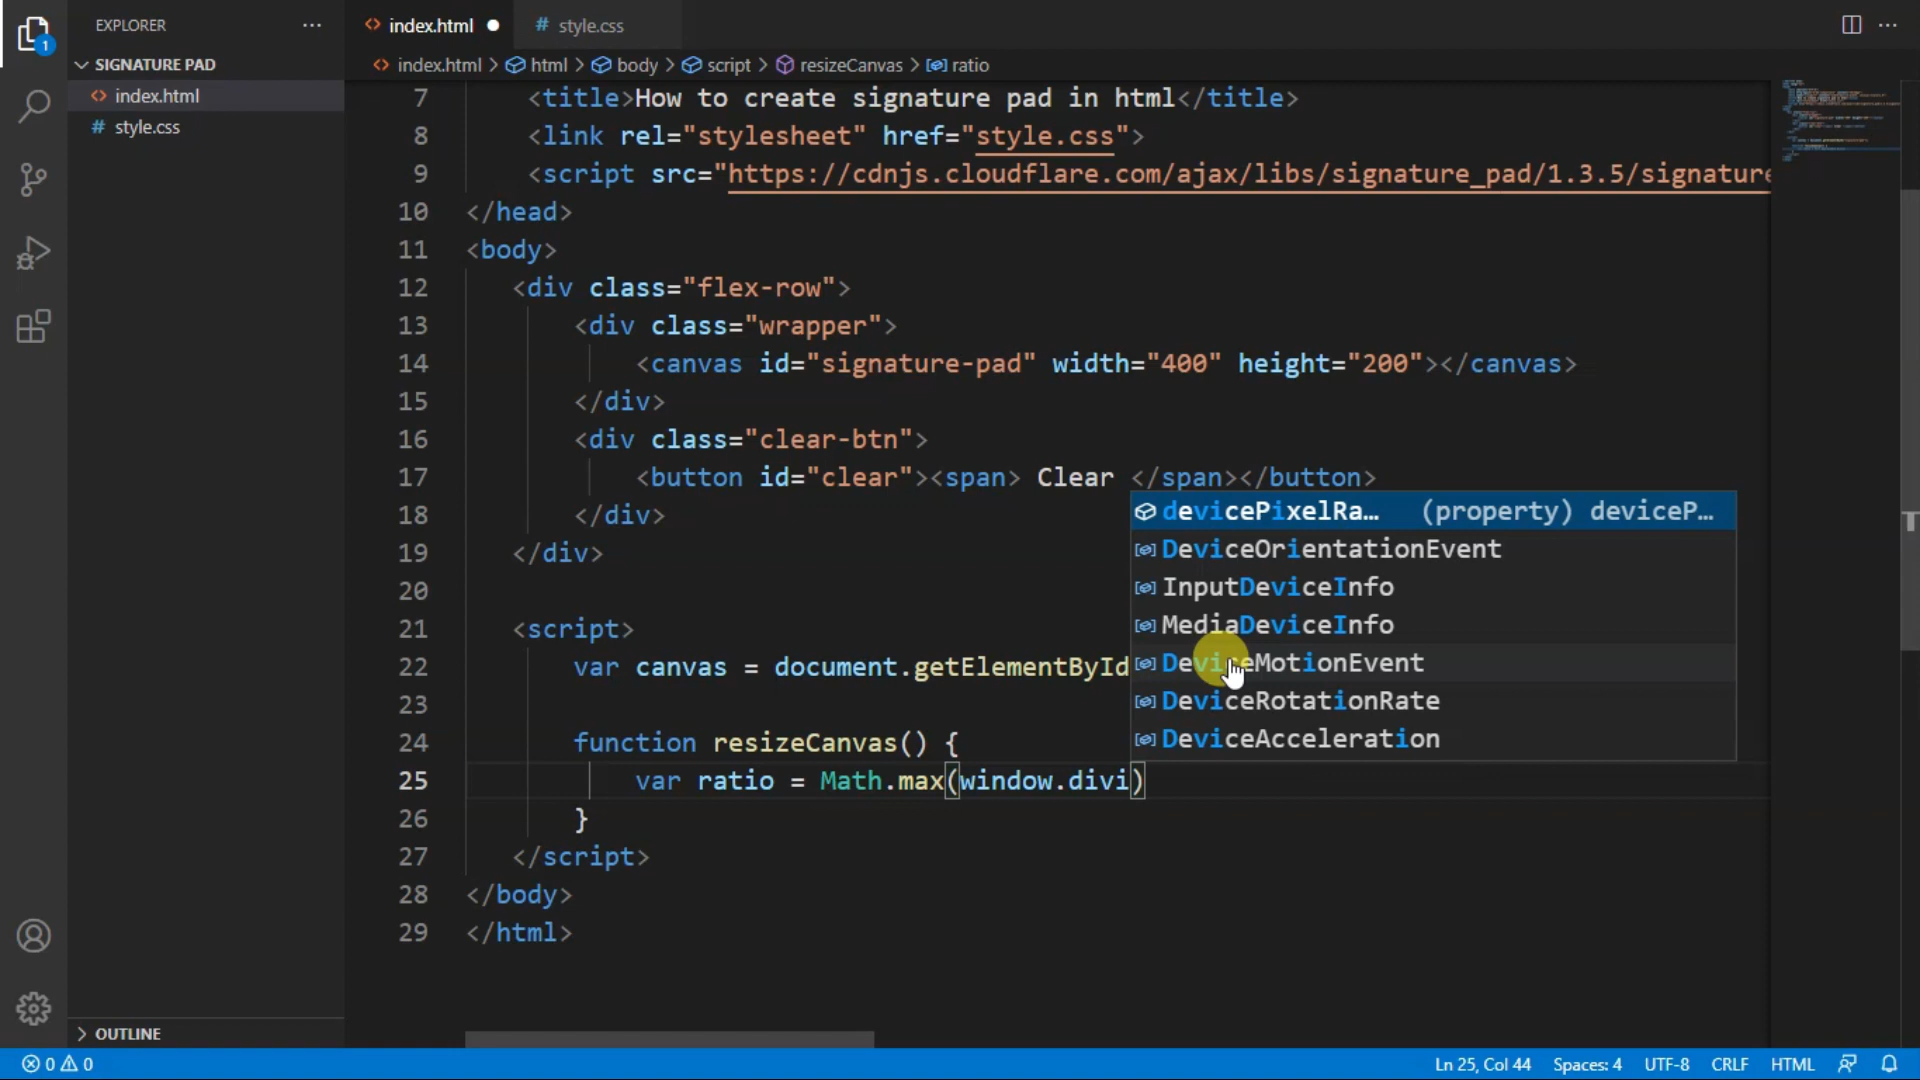 EXPLORER
SIGNATURE PAD
index.html
style.css
OUTLINE
1
index.html
style.css
index.html > html > body > script > resizeCanvas > ratio
7 <title>How to create signature pad in html</title>
8 <link rel="stylesheet" href="style.css">
9 <script src="https://cdnjs.cloudflare.com/ajax/libs/signature_pad/1.3.5/signature
10 </head>
11 <body>
12 <div class="flex-row">
13 <div class="wrapper">
14 <canvas id="signature-pad" width="400" height="200"></canvas>
15 </div>
16 <div class="clear-btn">
17 <button id="clear"><span> Clear </span></button>
18 </div>
19 </div>
20
21 <script>
22 var canvas = document.getElementById
23
24 function resizeCanvas() {
25 var ratio = Math.max(window.divi)
26 }
27 </script>
28 </body>
29 </html>
devicePixelRa... (property) deviceP...
DeviceOrientationEvent
InputDeviceInfo
MediaDeviceInfo
DeviceMotionEvent
DeviceRotationRate
DeviceAcceleration
0 0
Ln 25, Col 44 Spaces: 4 UTF-8 CRLF HTML